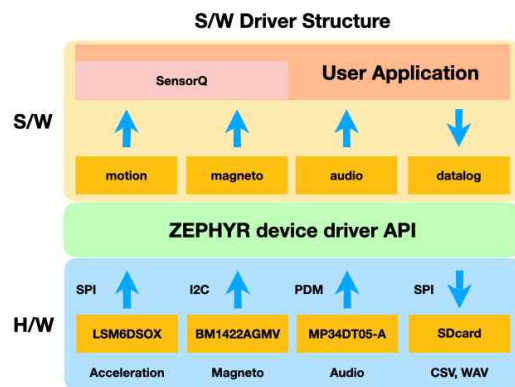 S/W Driver Structure
SensorQ
User Application
S/W
motion
magneto
audio
datalog
ZEPHYR device driver API
SPI
I2C
PDM
SPI
H/W
LSM6DSOX
BM1422AGMV
MP34DT05-A
SDcard
Acceleration
Magneto
Audio
CSV, WAV